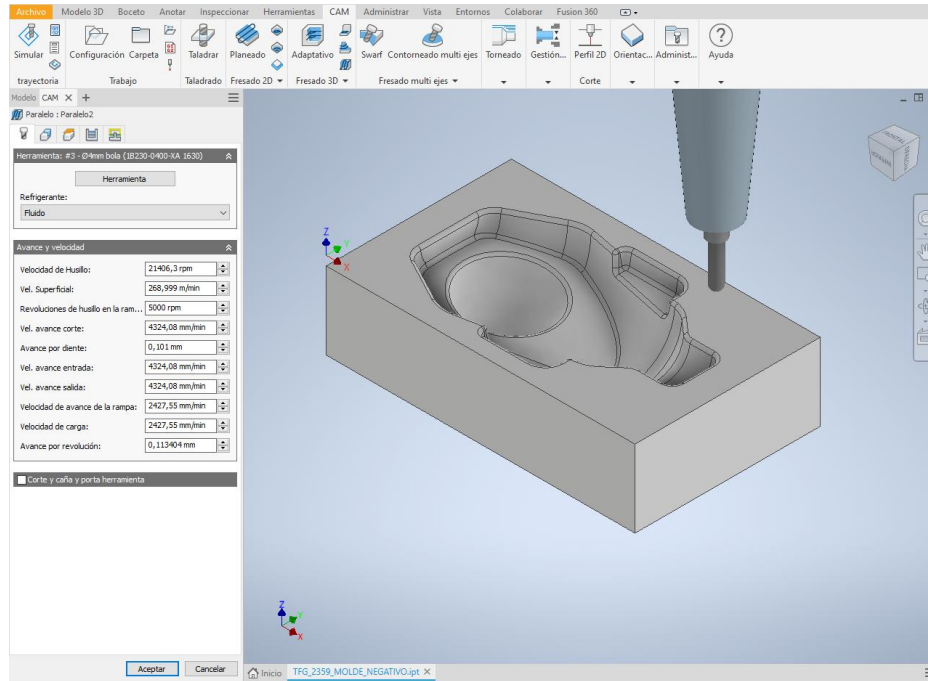 Archivo Modelo 3D Boceto Anotar Inspeccionar Herramientas CAM Administrar Vista Entornos Colaborar Fusion 360
Simular Configuración Carpeta Taladrar Planeado Adaptativo Swarf Contorneado multi ejes Torneado Gestión... Perfil 2D Orientac... Administ... Ayuda
trayectoria Trabajo Taladrado Fresado 2D Fresado 3D Fresado multi ejes Corte
Modelo CAM
Paralelo : Paralelo2
Herramienta: #3 - Ø4mm bola (1B230-0400-XA 1630)
Herramienta
Refrigerante:
Fluido
Avance y velocidad
Velocidad de Husillo: 21406,3 rpm
Vel. Superficial: 268,999 m/min
Revoluciones de husillo en la ram... 5000 rpm
Vel. avance corte: 4324,08 mm/min
Avance por diente: 0,101 mm
Vel. avance entrada: 4324,08 mm/min
Vel. avance salida: 4324,08 mm/min
Velocidad de avance de la rampa: 2427,55 mm/min
Velocidad de carga: 2427,55 mm/min
Avance por revolución: 0,113404 mm
Corte y caña y porta herramienta
Z
Y
X
Z
Y
X
Aceptar Cancelar
Inicio TFG_2359_MOLDE_NEGATIVO.ipt